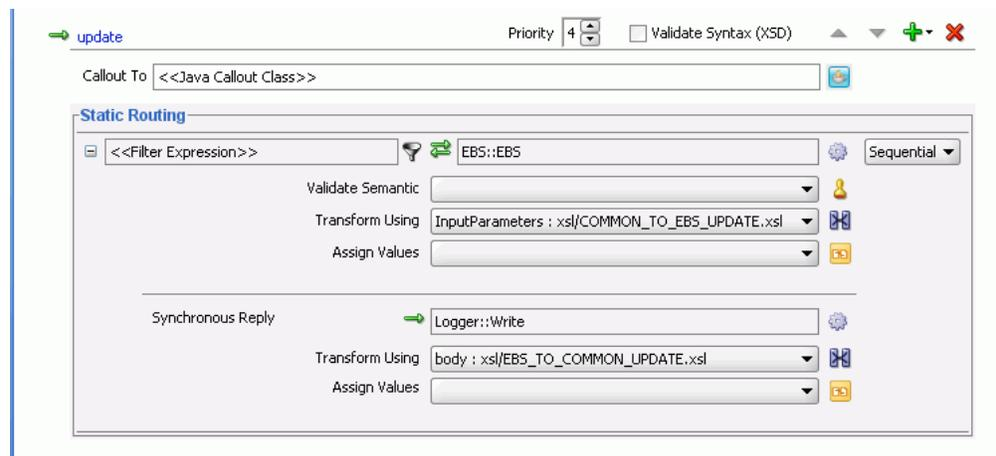 update Priority 4 Validate Syntax (XSD)
Callout To <<Java Callout Class>>
Static Routing
<<Filter Expression>> EBS::EBS Sequential
Validate Semantic
Transform Using InputParameters : xsl/COMMON_TO_EBS_UPDATE.xsl
Assign Values
Synchronous Reply Logger::Write
Transform Using body : xsl/EBS_TO_COMMON_UPDATE.xsl
Assign Values